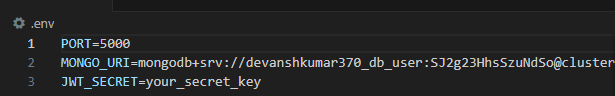 .env
1 PORT=5000
2 MONGO_URI=mongodb+srv://devanshkumar370_db_user:SJ2g23HhsSzuNdSo@cluster
3 JWT_SECRET=your_secret_key